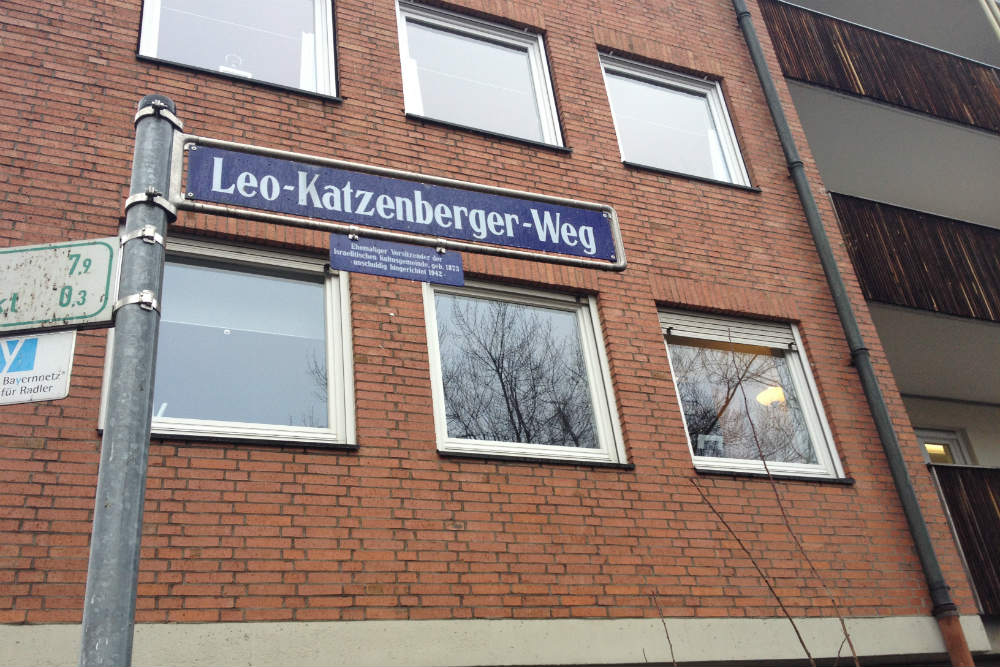 Leo-Katzenberger-Weg
Ehemaliger Vorsitzender der
Israelitischen Kultusgemeinde, geb. 1873
unschuldig hingerichtet 1942
7,9
kt 0,3
Y
Bayernnetz
für Radler